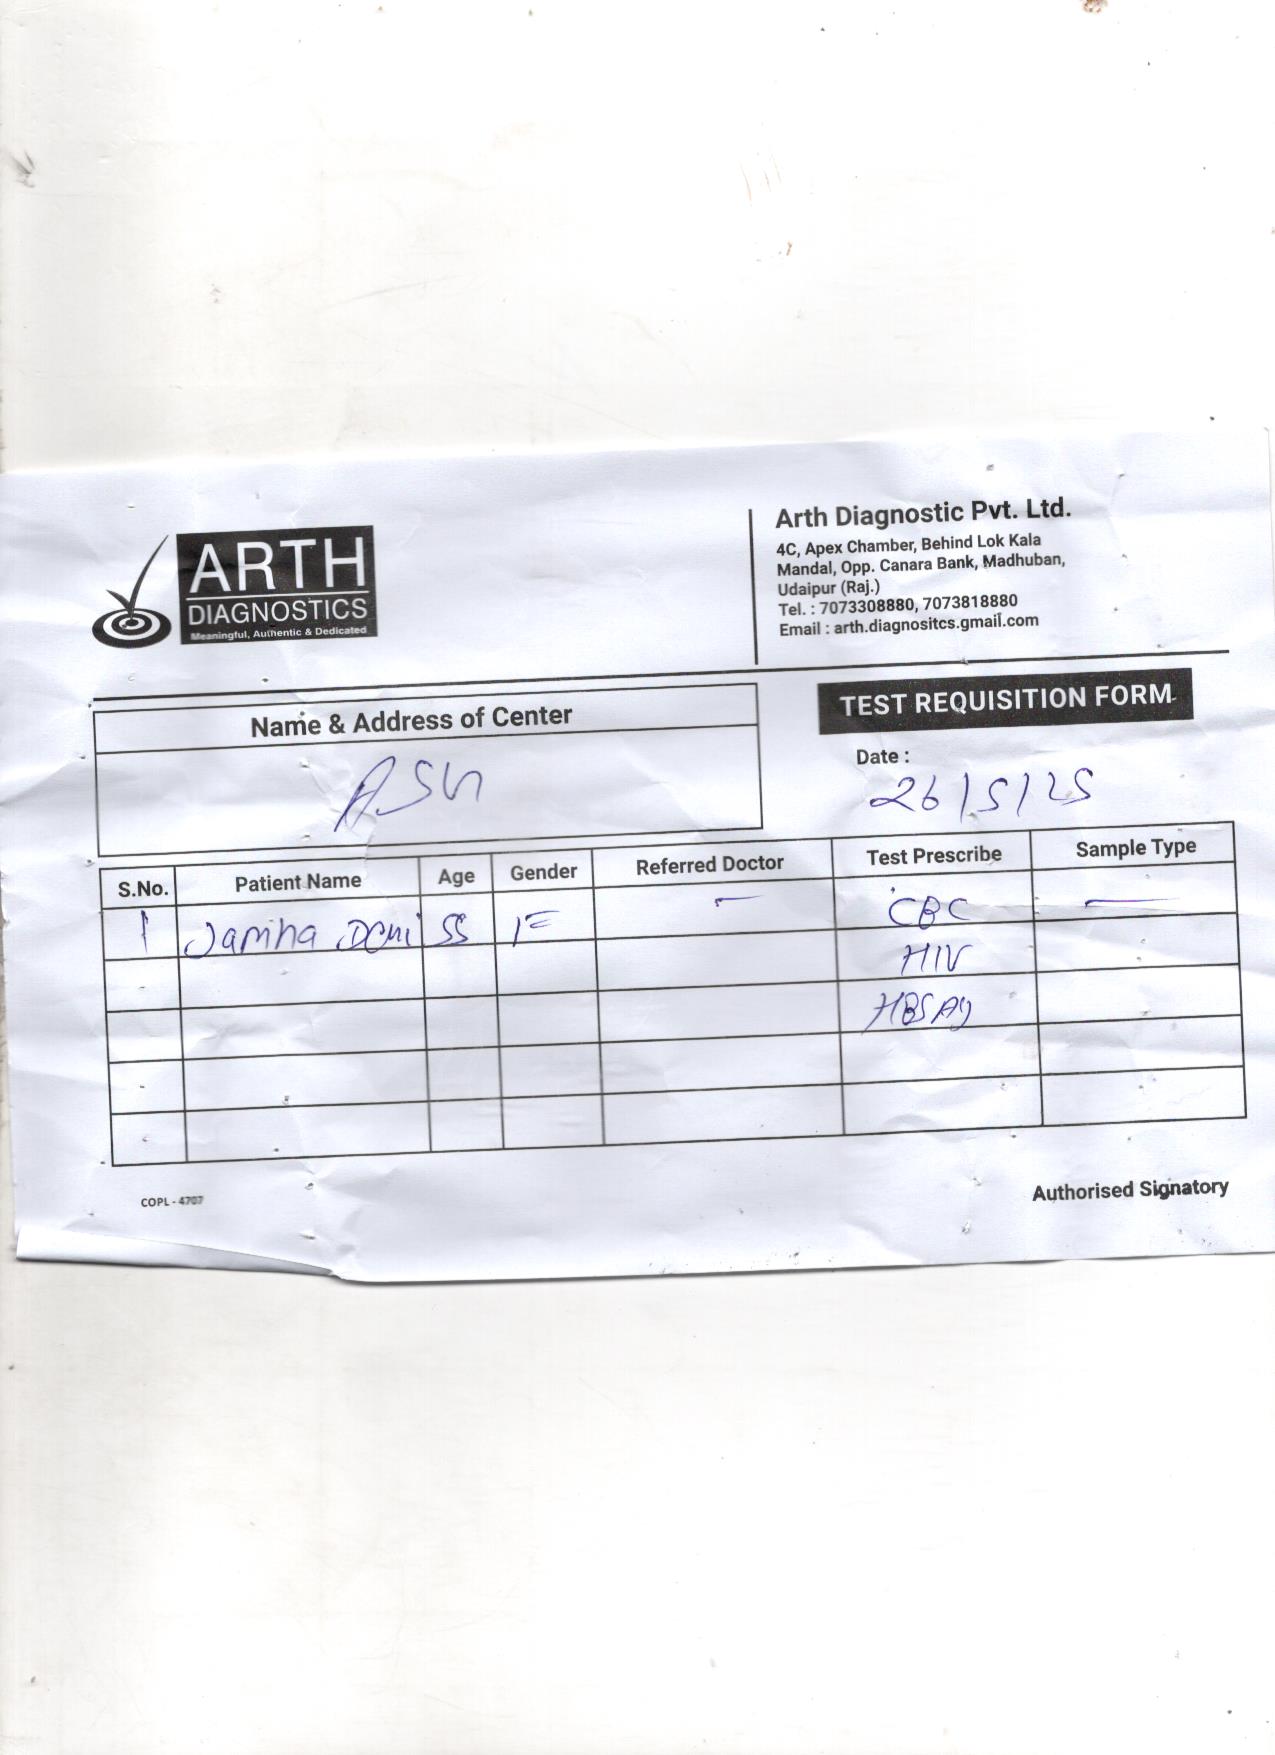 ARTH
DIAGNOSTICS
Meaningful, Authentic & Dedicated
Arth Diagnostic Pvt. Ltd.
4C, Apex Chamber, Behind Lok Kala
Mandal, Opp. Canara Bank, Madhuban,
Udaipur (Raj.)
Tel. : 7073308880, 7073818880
Email : arth.diagnositcs.gmail.com
Name & Address of Center
TEST REQUISITION FORM
Date :
26/5/25
S.No. Patient Name Age Gender Referred Doctor Test Prescribe Sample Type
1 Jamna 55 F - CBC —
HIV
HBSAg
COPL - 4707
Authorised Signatory